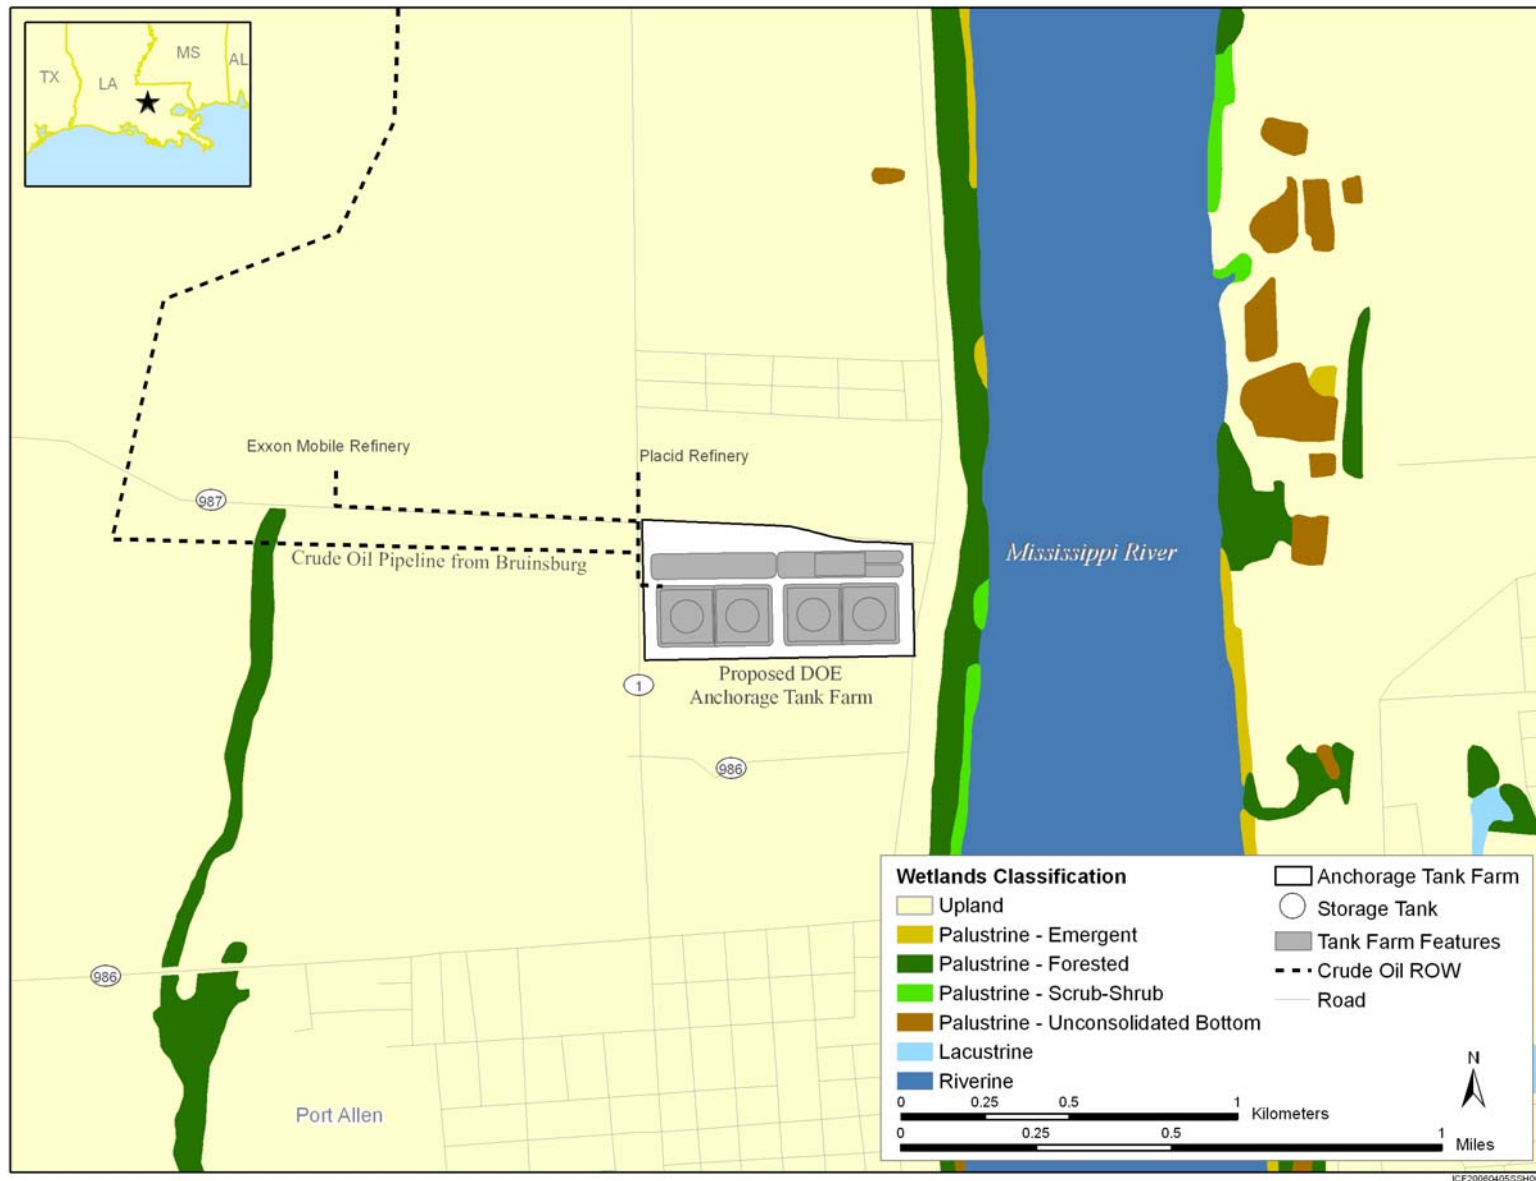 TX
LA
MS
AL
Exxon Mobile Refinery
Placid Refinery
987
Crude Oil Pipeline from Bruinsburg
Mississippi River
Proposed DOE
Anchorage Tank Farm
1
986
986
Port Allen
Wetlands Classification
Upland
Palustrine - Emergent
Palustrine - Forested
Palustrine - Scrub-Shrub
Palustrine - Unconsolidated Bottom
Lacustrine
Riverine
Anchorage Tank Farm
Storage Tank
Tank Farm Features
Crude Oil ROW
Road
N
0 0.25 0.5 1
Kilometers
0 0.25 0.5 1
Miles